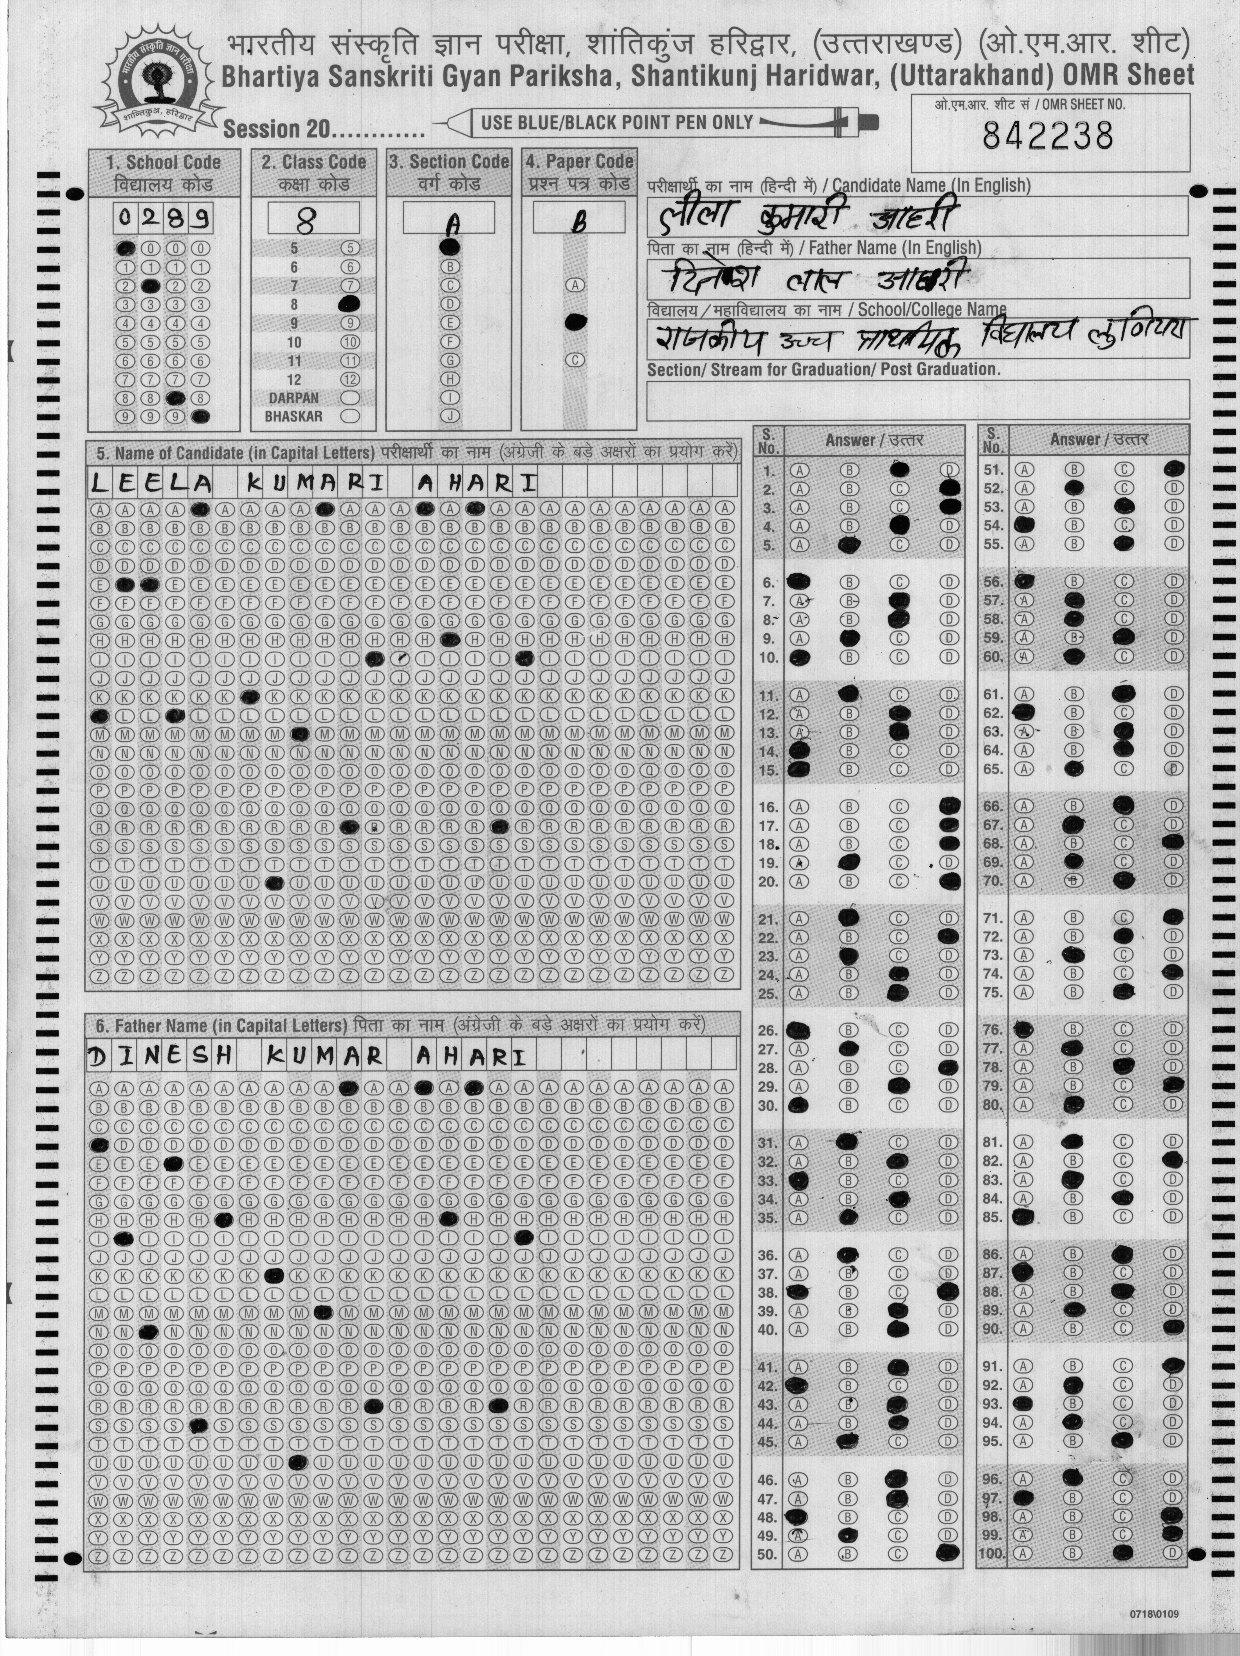 भारतीय संस्कृति ज्ञान परीक्षा, शांतिकुंज हरिद्वार, (उत्तराखण्ड) (ओ.एम.आर. शीट)
Bhartiya Sanskriti Gyan Pariksha, Shantikunj Haridwar, (Uttarakhand) OMR Sheet
Session 20............
USE BLUE/BLACK POINT PEN ONLY
ओ.एम.आर. शीट सं / OMR SHEET NO.
842238
1. School Code
विद्यालय कोड
0289
2. Class Code
कक्षा कोड
8
5
6
7
8
9
10
11
12
DARPAN
BHASKAR
3. Section Code
वर्ग कोड
A
4. Paper Code
प्रश्न पत्र कोड
B
परीक्षार्थी का नाम (हिन्दी में) / Candidate Name (In English)
लीला कुमारी आहरी
पिता का नाम (हिन्दी में) / Father Name (In English)
दिनेश लाल आहरी
विद्यालय/महाविद्यालय का नाम / School/College Name
राजकीय उच्च माध्यमिक विद्यालय
Section/ Stream for Graduation/ Post Graduation.
5. Name of Candidate (in Capital Letters) परीक्षार्थी का नाम (अंग्रेजी के बड़े अक्षरों का प्रयोग करें)
LEELA KUMARI AHARI
6. Father Name (in Capital Letters) पिता का नाम (अंग्रेजी के बड़े अक्षरों का प्रयोग करें)
DINESH KUMAR AHARI
S. No. Answer / उत्तर
S. No. Answer / उत्तर
0718\0109